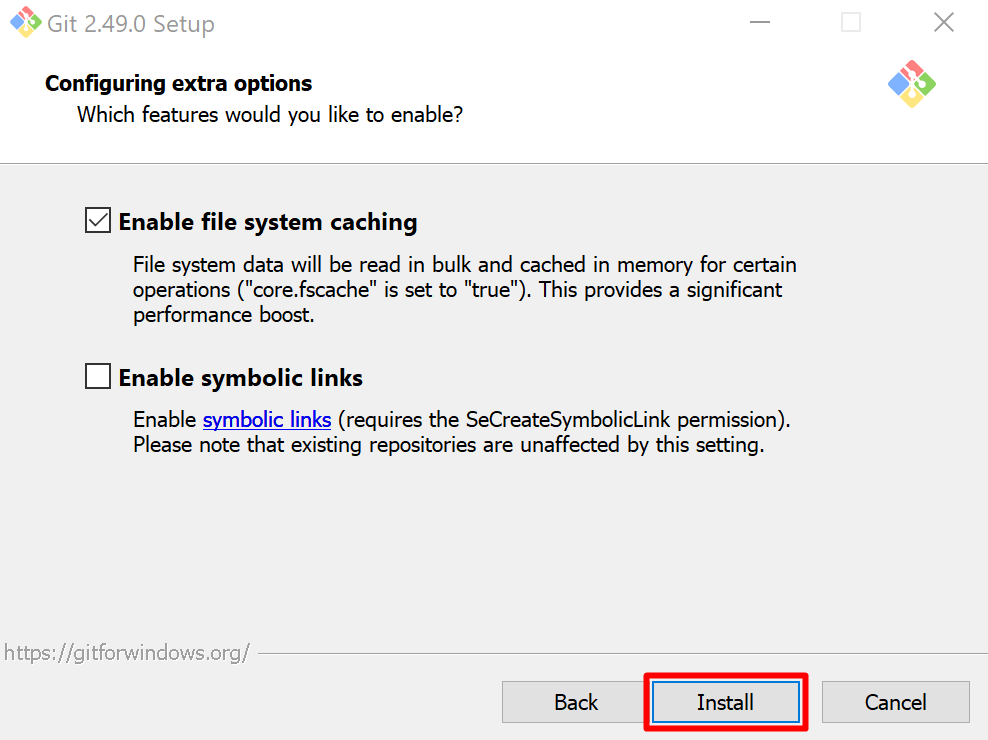 Git 2.49.0 Setup
Configuring extra options
Which features would you like to enable?
Enable file system caching
File system data will be read in bulk and cached in memory for certain
operations ("core.fscache" is set to "true"). This provides a significant
performance boost.
Enable symbolic links
Enable symbolic links (requires the SeCreateSymbolicLink permission).
Please note that existing repositories are unaffected by this setting.
https://gitforwindows.org/
Back Install Cancel